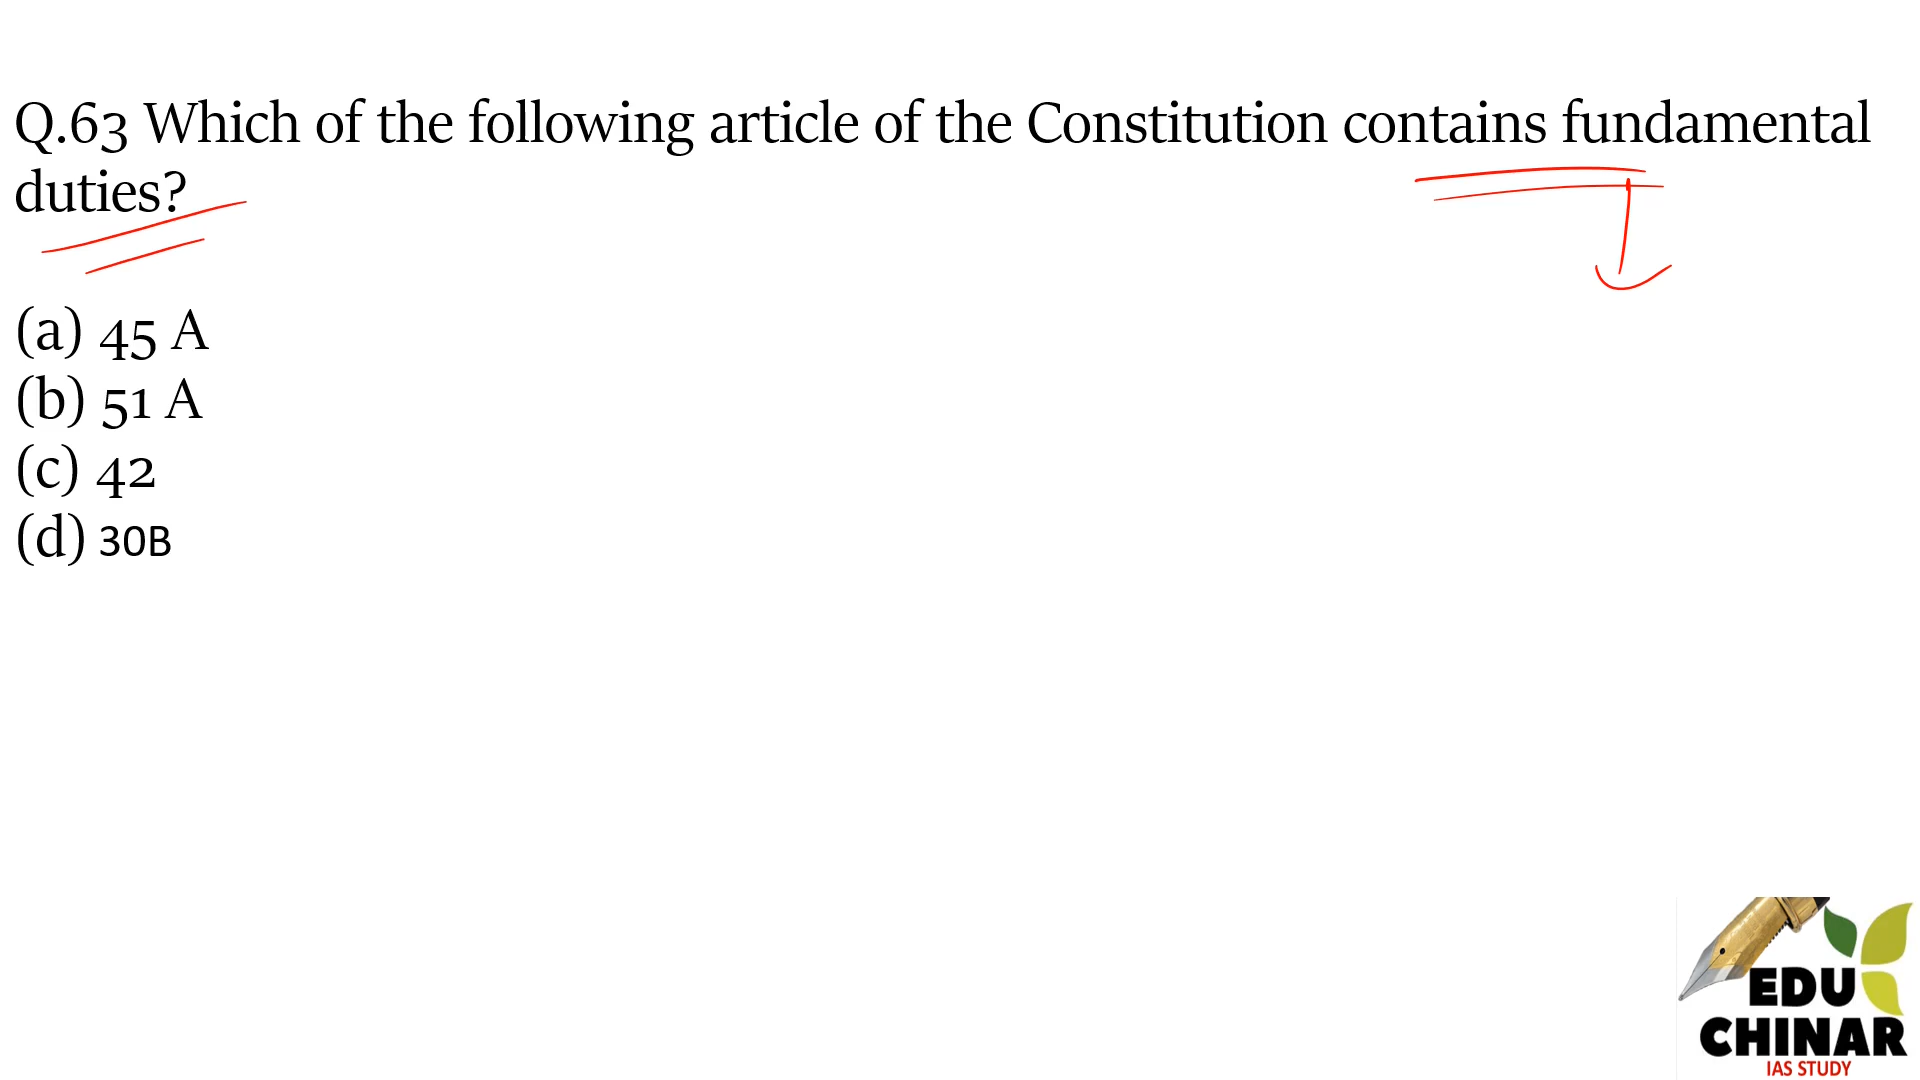 Q.63 Which of the following article of the Constitution contains fundamental
duties?
(a) 45 A
(b) 51 A
(c) 42
(d) 30B
EDU
CHINAR
IAS STUDY